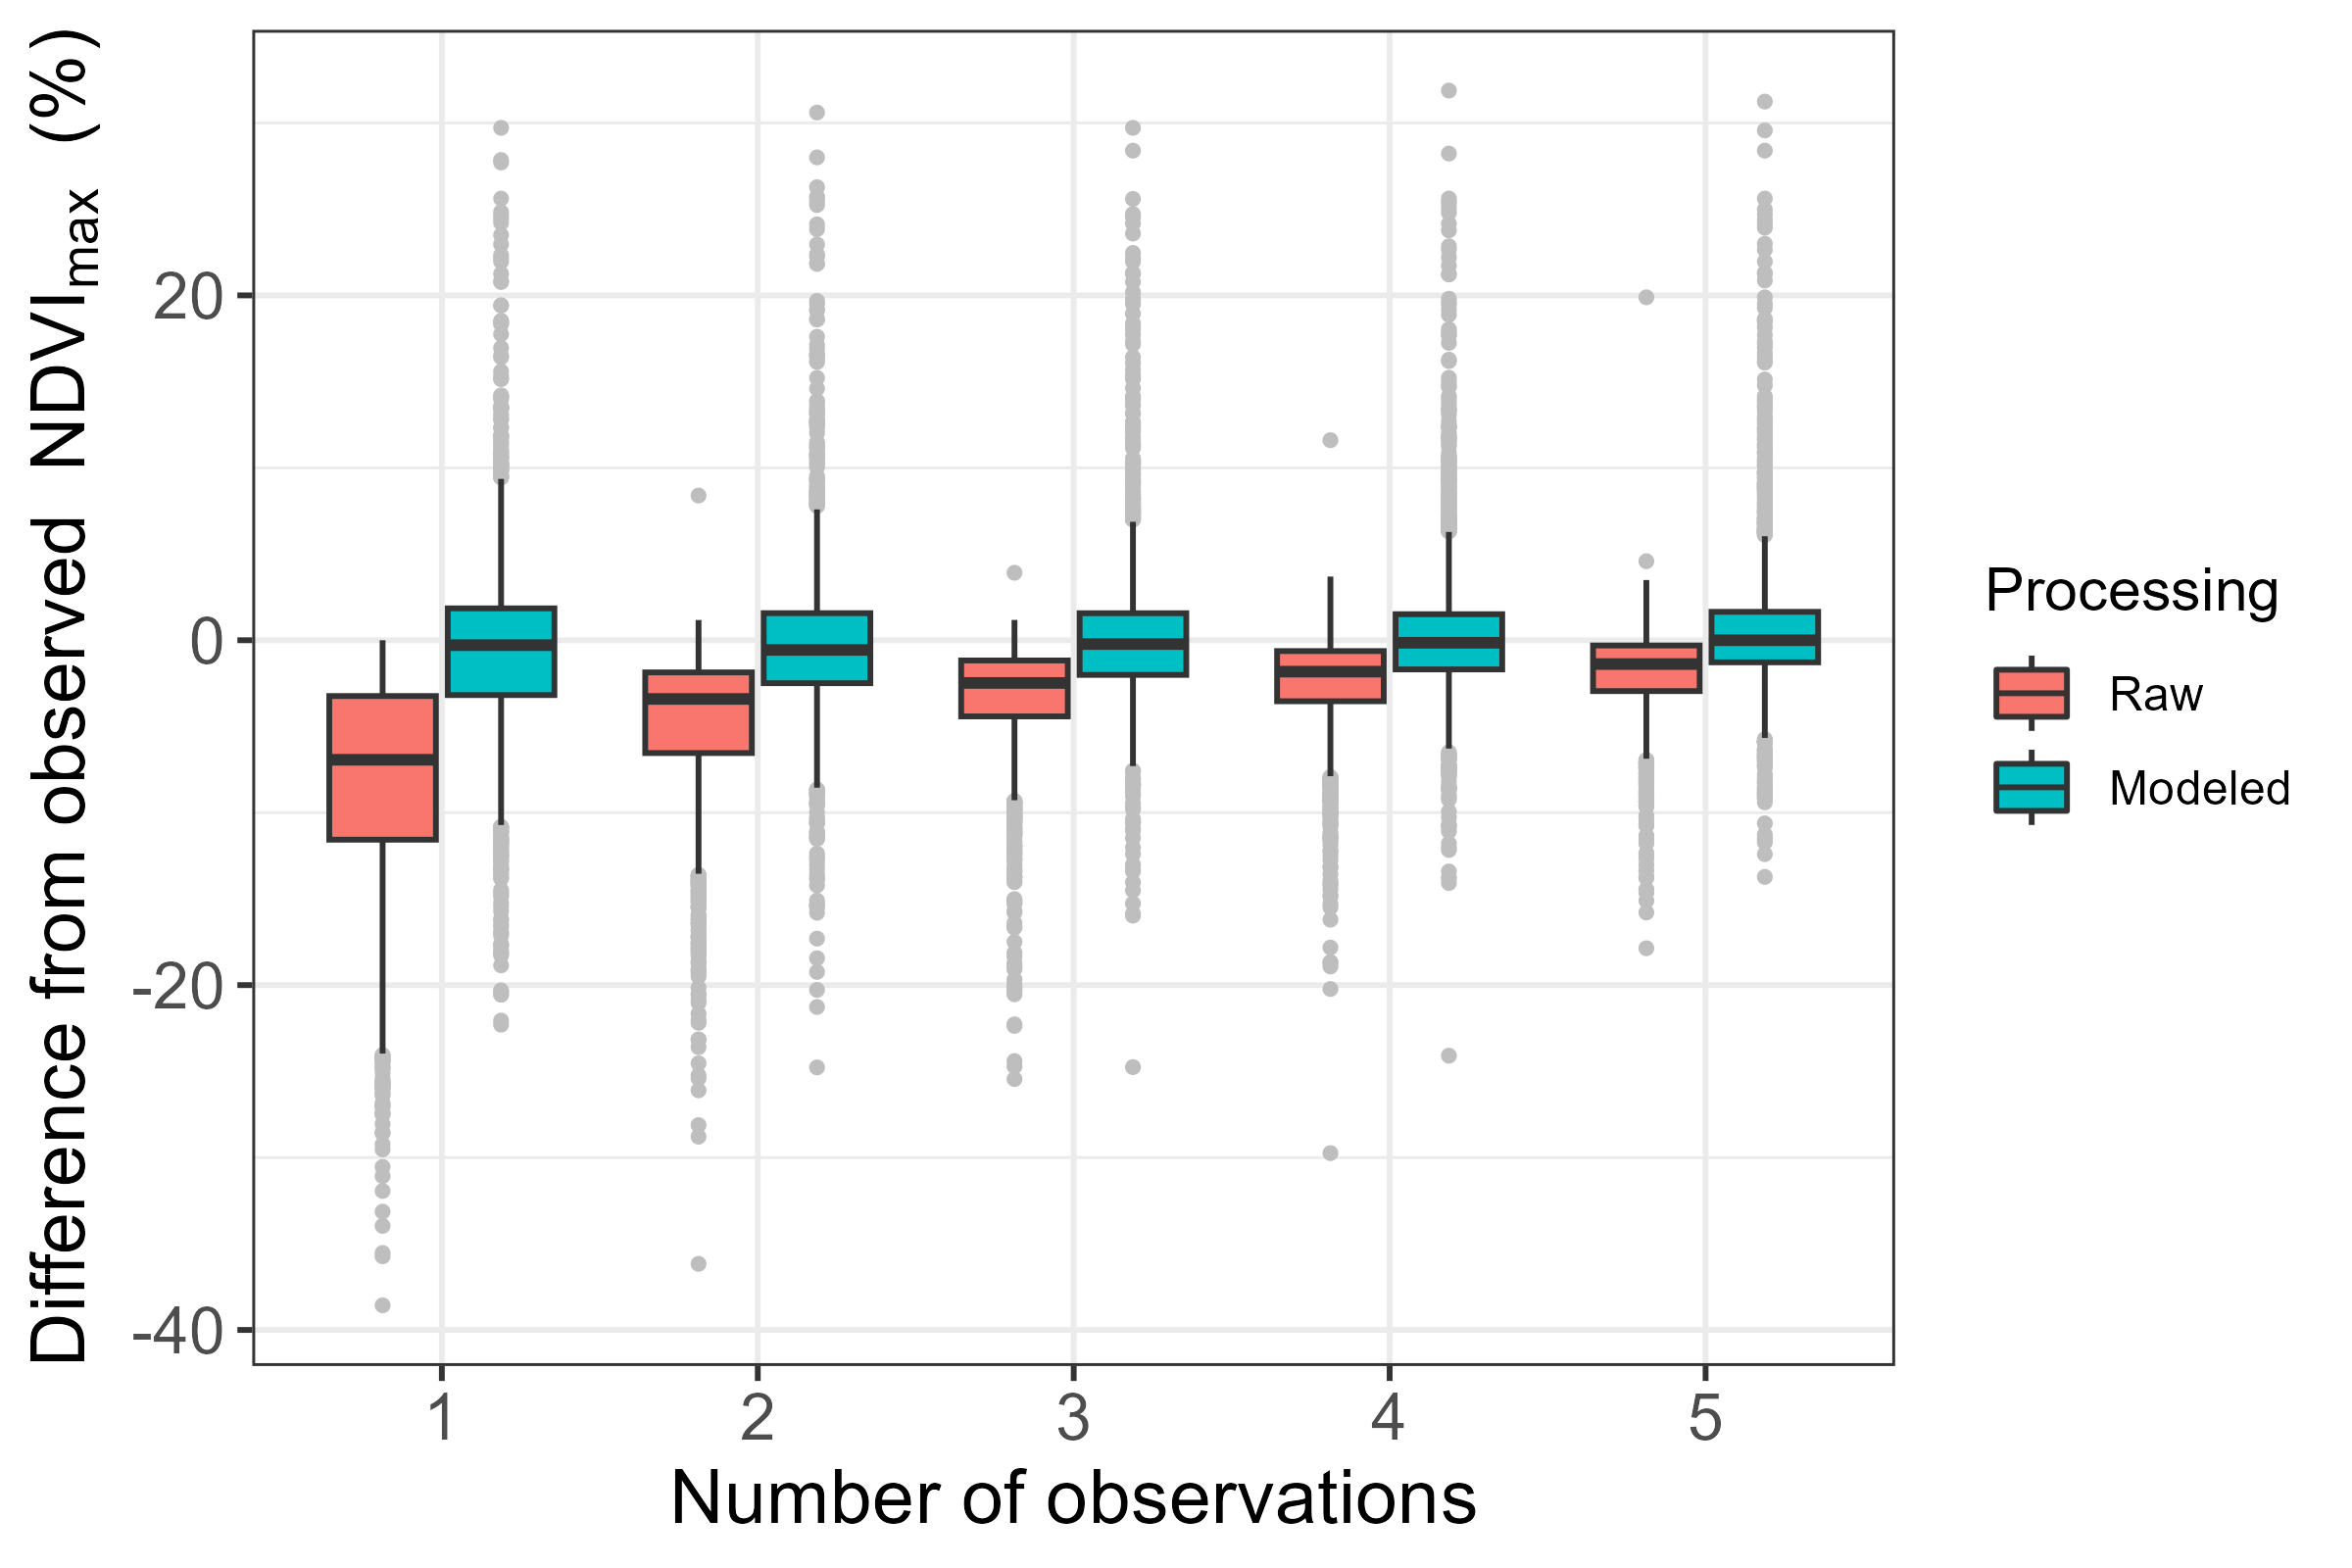 Difference from observed NDVImax (%)
20
0
-20
-40
1 2 3 4 5
Number of observations
Processing
Raw
Modeled